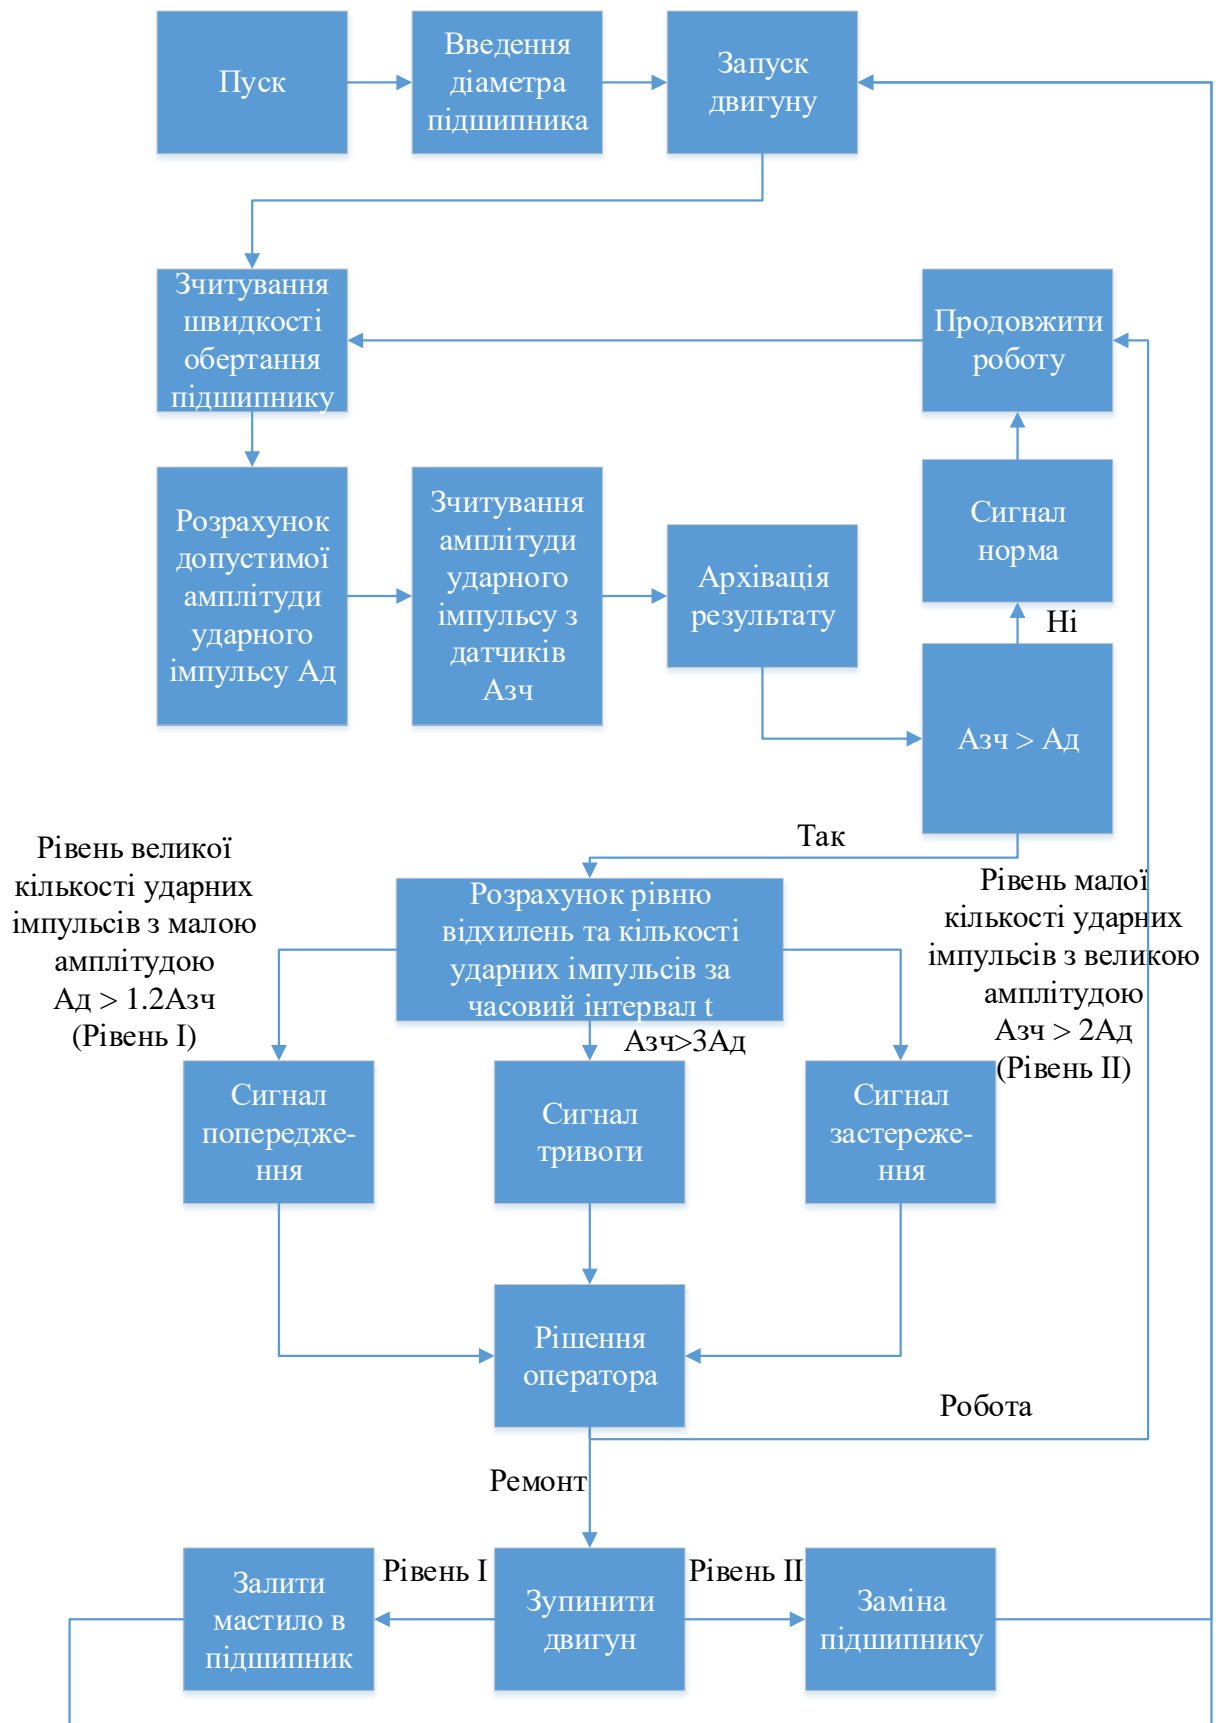 Пуск
Введення
діаметра
підшипника
Запуск
двигуну
Зчитування
швидкості
обертання
підшипнику
Продовжити
роботу
Розрахунок
допустимої
амплітуди
ударного
імпульсу Ад
Зчитування
амплітуди
ударного
імпульсу з
датчиків
Азч
Архівація
результату
Сигнал
норма
Ні
Азч > Ад
Так
Рівень великої
кількості ударних
імпульсів з малою
амплітудою
Ад > 1.2Азч
(Рівень I)
Розрахунок рівню
відхилень та кількості
ударних імпульсів за
часовий інтервал t
Рівень малої
кількості ударних
імпульсів з великою
амплітудою
Азч > 2Ад
(Рівень II)
Азч>3Ад
Сигнал
попередже-
ння
Сигнал
тривоги
Сигнал
застереже-
ння
Рішення
оператора
Робота
Ремонт
Залити
мастило в
підшипник
Рівень I
Зупинити
двигун
Рівень II
Заміна
підшипнику